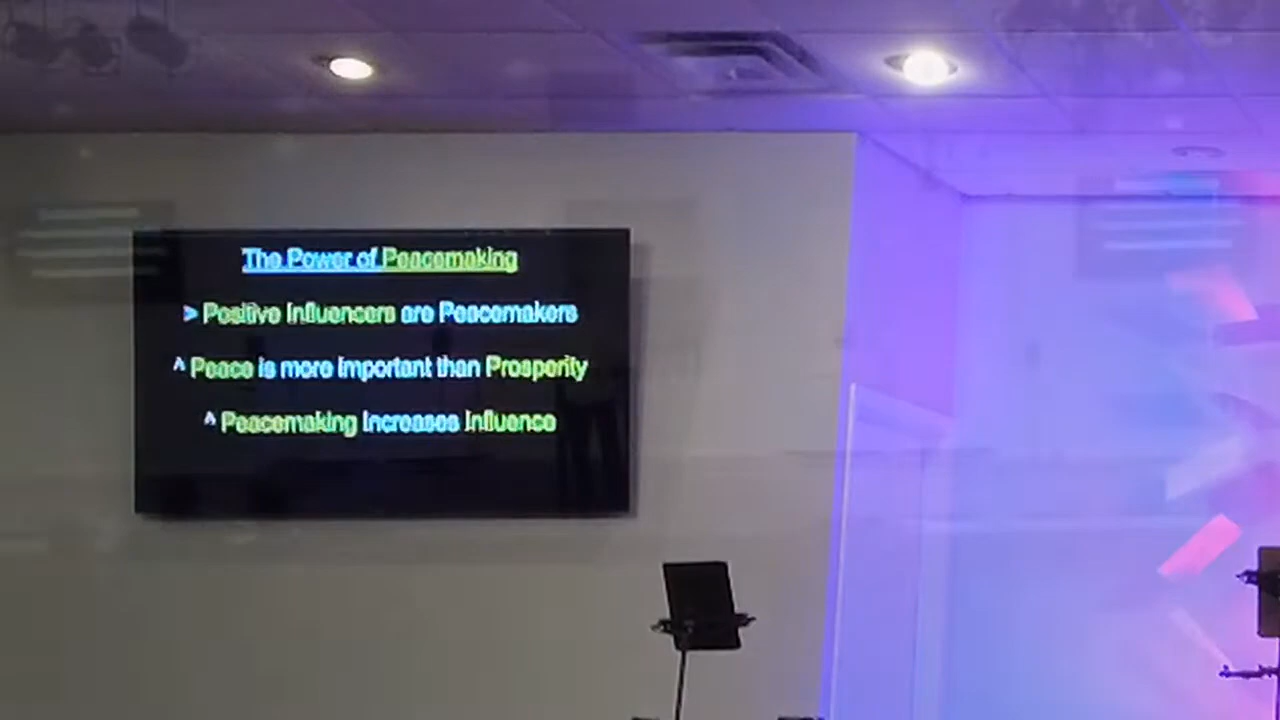 The Power of Peacemaking
> Positive Influencers are Peacemakers
^ Peace is more important than Prosperity
^ Peacemaking Increases Influence